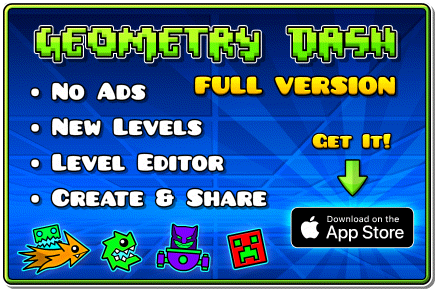 GEOMETRY DASH
FULL VERSION
• No Ads
• New Levels
• Level Editor
• Create & Share
Get It!
Download on the
App Store